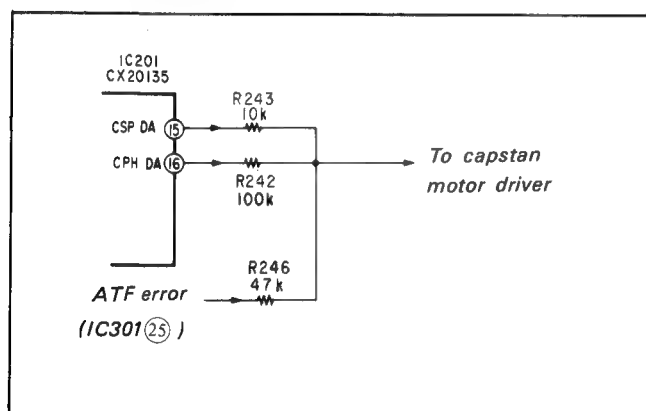 IC201
CX20135
CSP DA 15
R243
10k
CPH DA 16
R242
100k
To capstan
motor driver
R246
47k
ATF error
(IC301 25 )